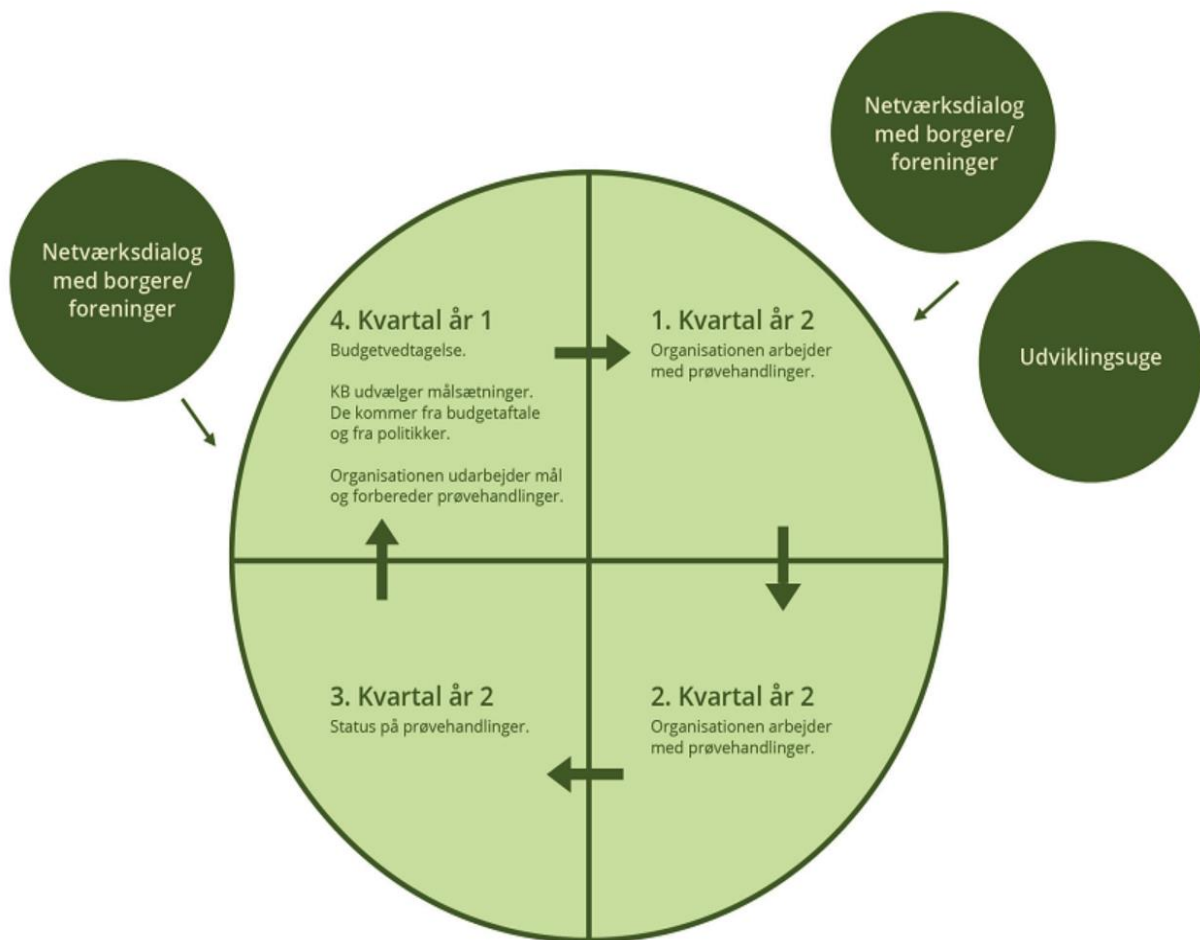 Netværksdialog
med borgere/
foreninger
Netværksdialog
med borgere/
foreninger
Udviklingsuge
4. Kvartal år 1
Budgetvedtagelse.
KB udvælger målsætninger.
De kommer fra budgetaftale
og fra politikker.
Organisationen udarbejder mål
og forbereder prøvehandlinger.
1. Kvartal år 2
Organisationen arbejder
med prøvehandlinger.
3. Kvartal år 2
Status på prøvehandlinger.
2. Kvartal år 2
Organisationen arbejder
med prøvehandlinger.